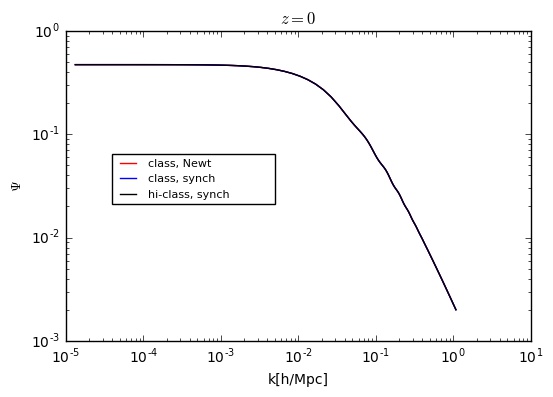 z = 0
10^0
10^-1
10^-2
10^-3
Ψ
class, Newt
class, synch
hi-class, synch
10^-5 10^-4 10^-3 10^-2 10^-1 10^0 10^1
k[h/Mpc]